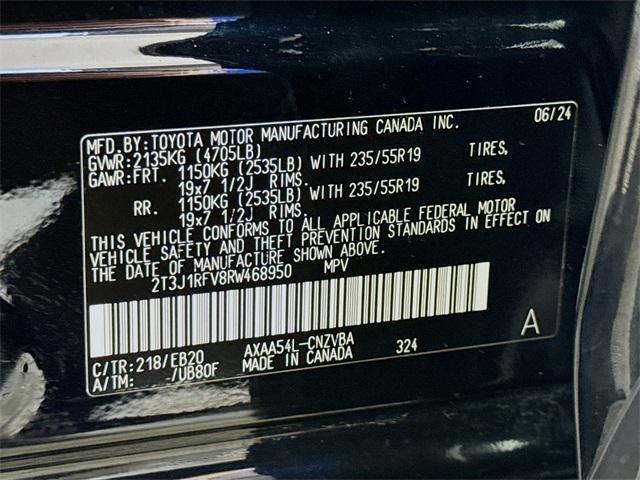 MFD.BY:TOYOTA MOTOR MANUFACTURING CANADA INC. 06/24
GVWR:2135KG (4705LB)
GAWR:FRT. 1150KG (2535LB) WITH 235/55R19 TIRES,
19x7 1/2J RIMS.
RR. 1150KG (2535LB) WITH 235/55R19 TIRES,
19x7 1/2J RIMS.
THIS VEHICLE CONFORMS TO ALL APPLICABLE FEDERAL MOTOR
VEHICLE SAFETY AND THEFT PREVENTION STANDARDS IN EFFECT ON
THE DATE OF MANUFACTURE SHOWN ABOVE.
2T3J1RFV8RW468950 MPV
A
C/TR:218/EB20 AXAA54L-CNZVBA 324
A/TM: -/UB80F MADE IN CANADA